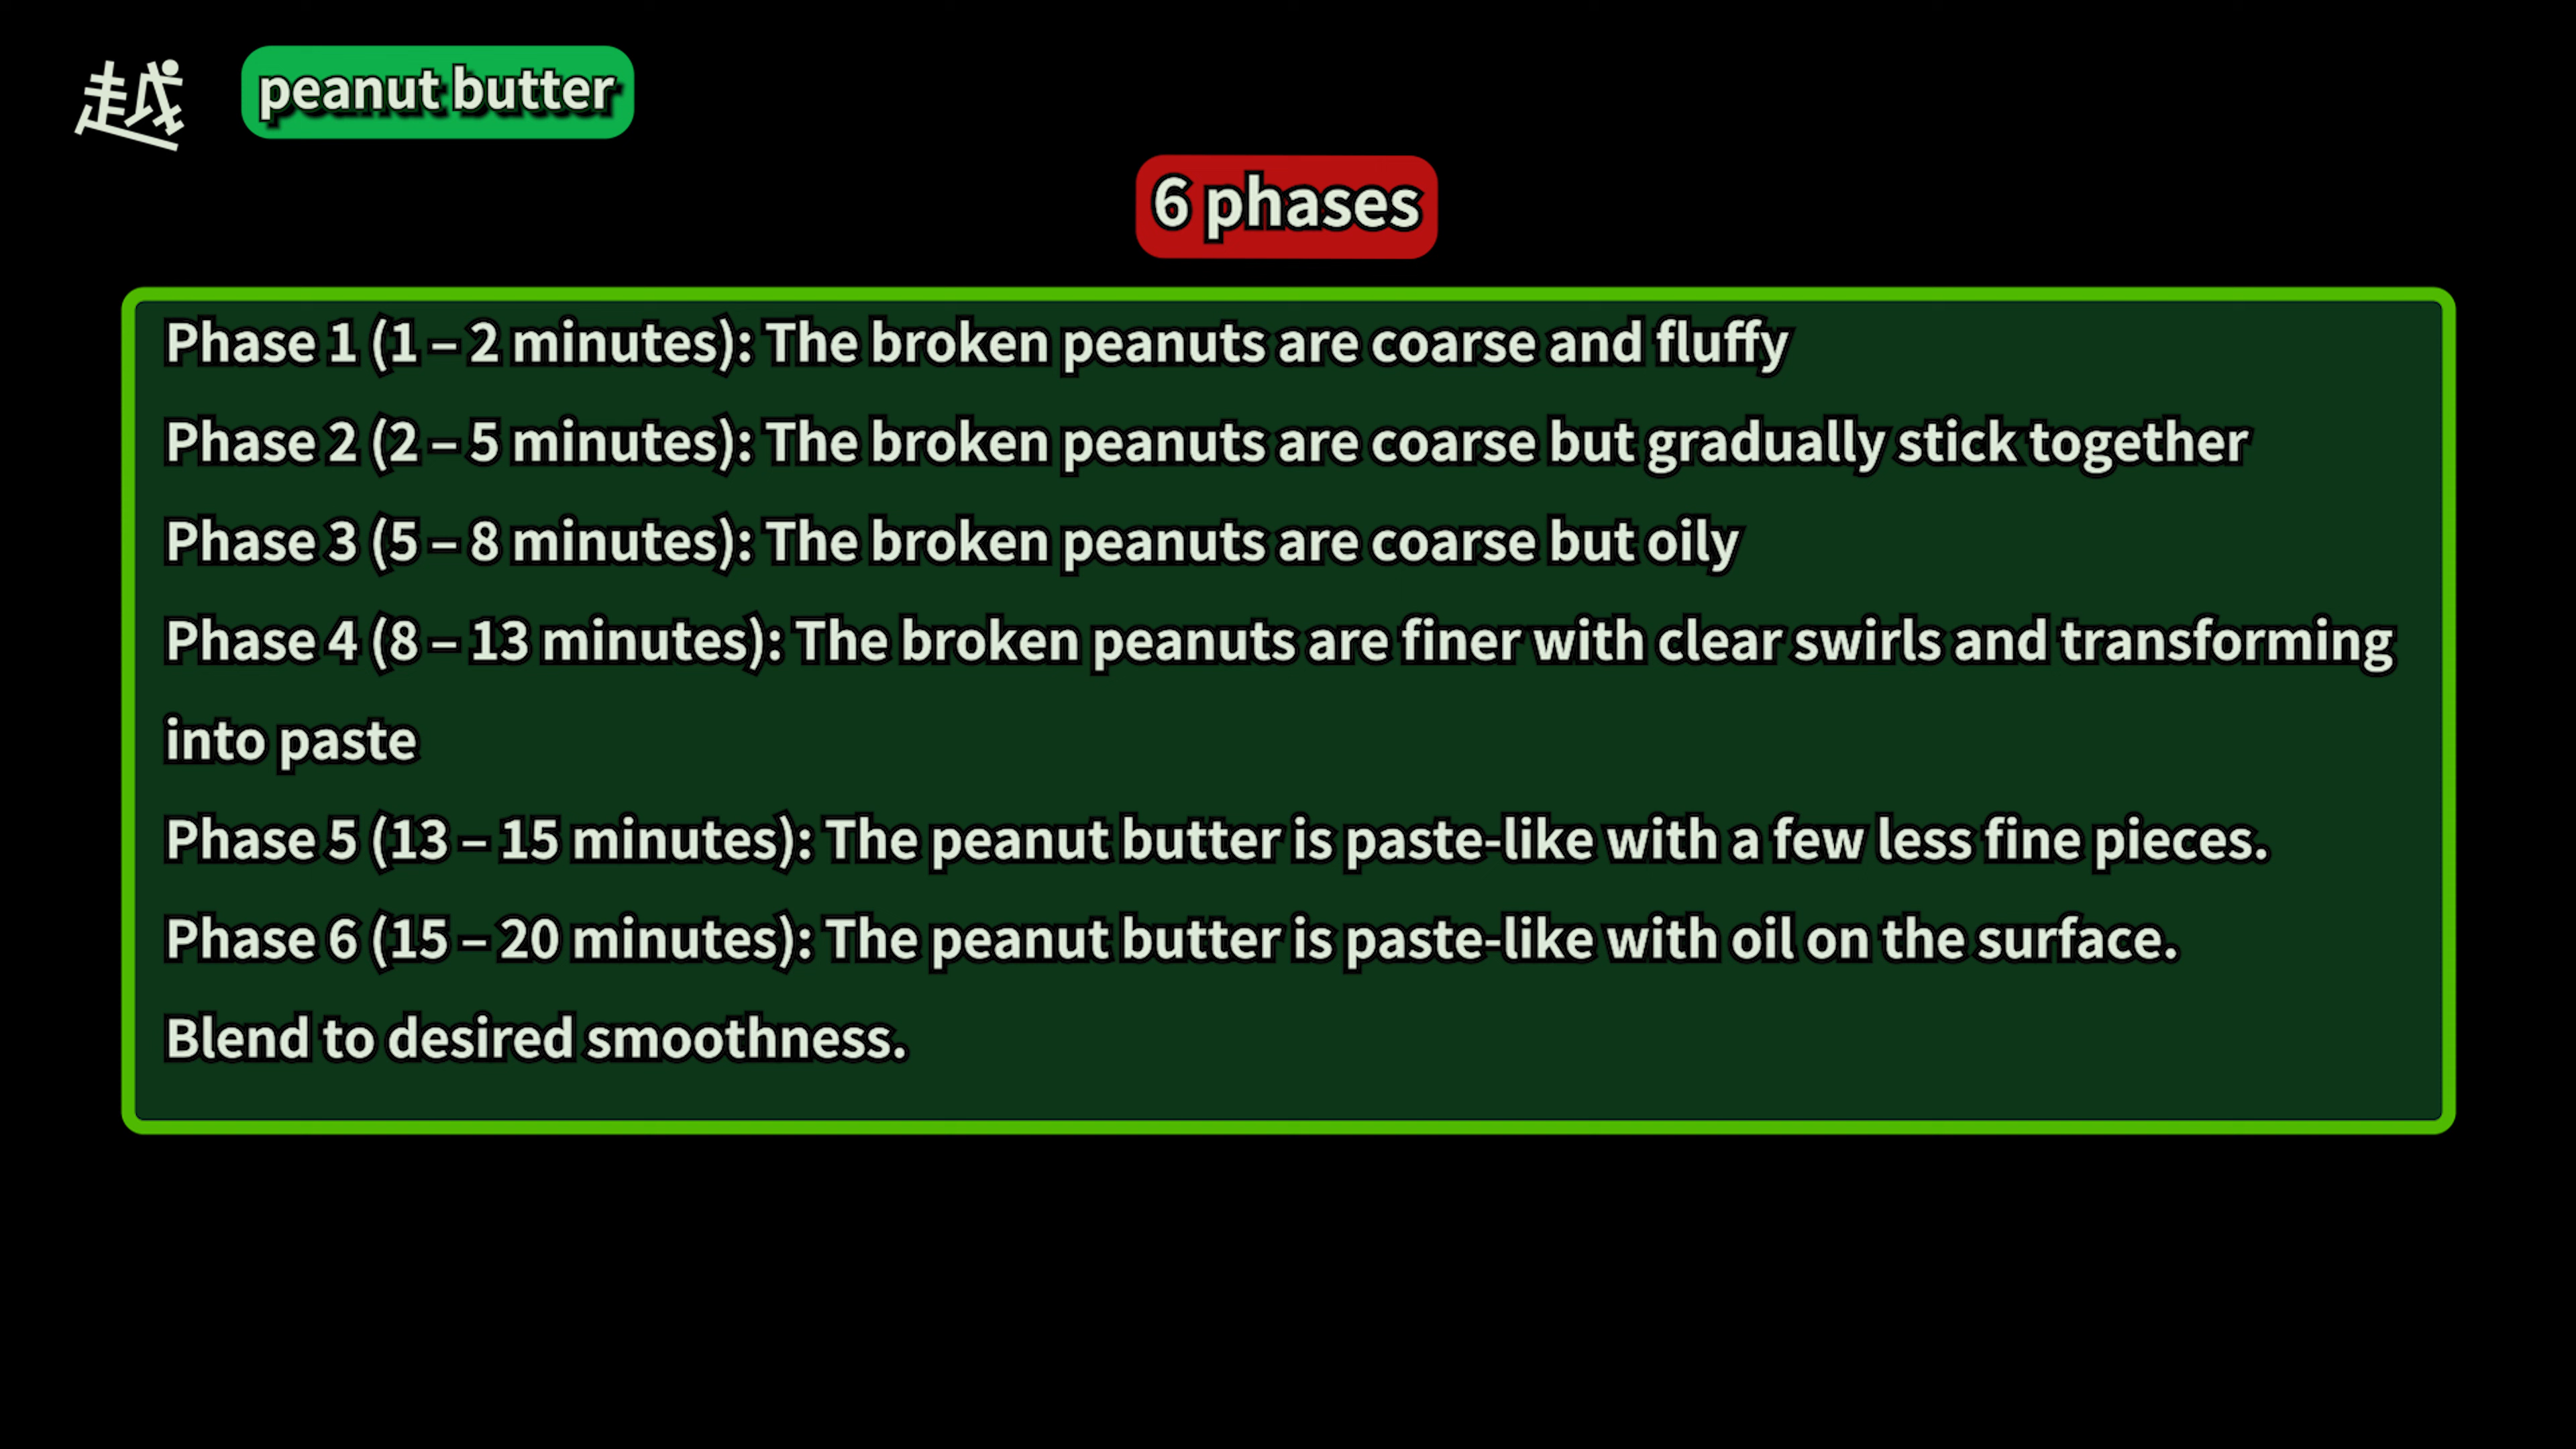 越
peanut butter
6 phases
Phase 1 (1 – 2 minutes): The broken peanuts are coarse and fluffy
Phase 2 (2 – 5 minutes): The broken peanuts are coarse but gradually stick together
Phase 3 (5 – 8 minutes): The broken peanuts are coarse but oily
Phase 4 (8 – 13 minutes): The broken peanuts are finer with clear swirls and transforming
into paste
Phase 5 (13 – 15 minutes): The peanut butter is paste-like with a few less fine pieces.
Phase 6 (15 – 20 minutes): The peanut butter is paste-like with oil on the surface.
Blend to desired smoothness.